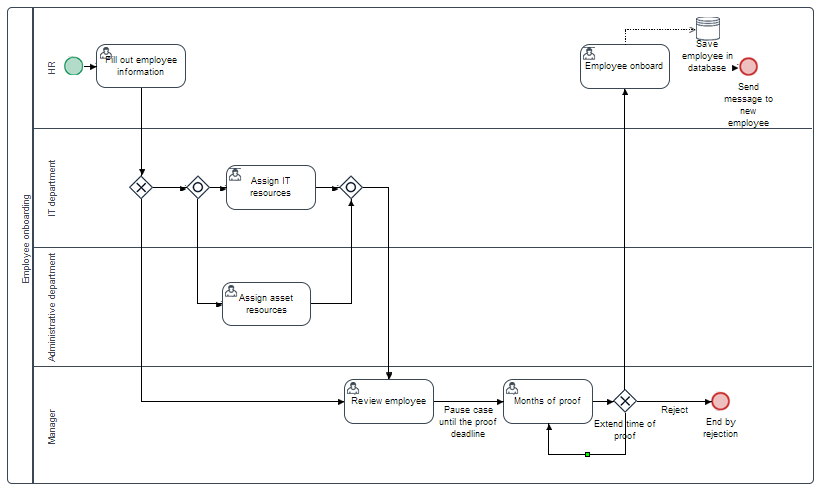 Employee onboarding
HR
Fill out employee
information
Employee onboard
Save
employee in
database
Send
message to
new
employee
IT department
Assign IT
resources
Administrative department
Assign asset
resources
Manager
Review employee
Pause case
until the proof
deadline
Months of proof
Extend time of
proof
Reject
End by
rejection